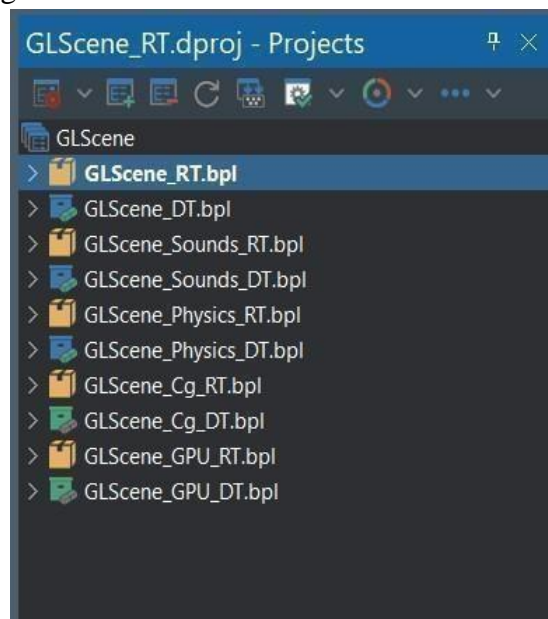 GLScene_RT.dproj - Projects
GLScene
GLScene_RT.bpl
GLScene_DT.bpl
GLScene_Sounds_RT.bpl
GLScene_Sounds_DT.bpl
GLScene_Physics_RT.bpl
GLScene_Physics_DT.bpl
GLScene_Cg_RT.bpl
GLScene_Cg_DT.bpl
GLScene_GPU_RT.bpl
GLScene_GPU_DT.bpl